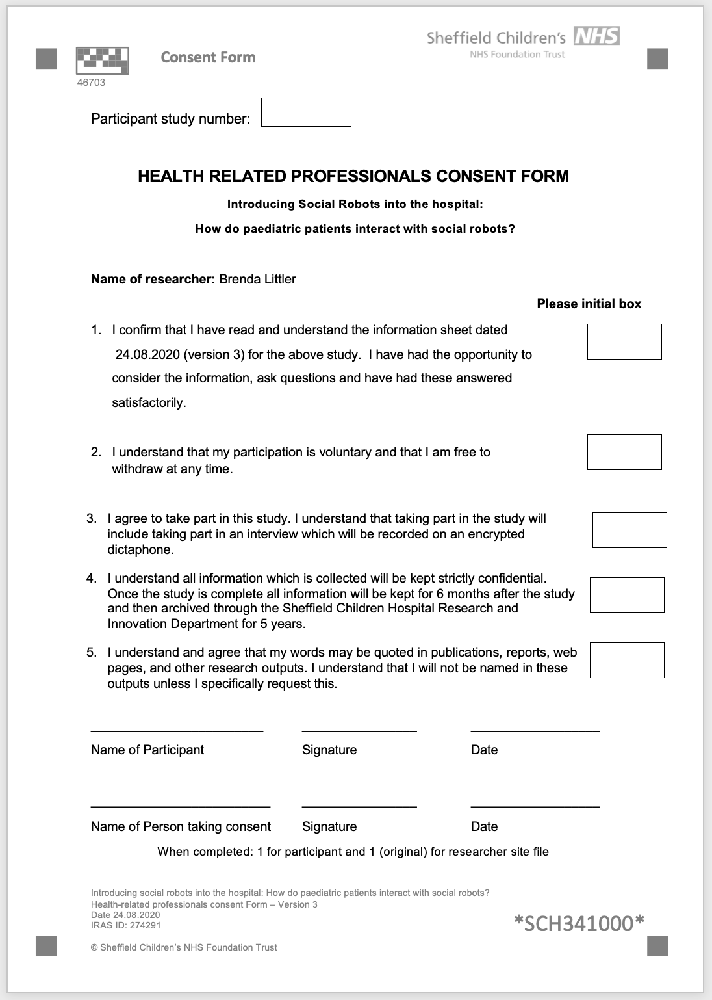 Sheffield Children's NHS
NHS Foundation Trust
Consent Form
46703
Participant study number:
HEALTH RELATED PROFESSIONALS CONSENT FORM
Introducing Social Robots into the hospital:
How do paediatric patients interact with social robots?
Name of researcher: Brenda Littler
Please initial box
1. I confirm that I have read and understand the information sheet dated
24.08.2020 (version 3) for the above study. I have had the opportunity to
consider the information, ask questions and have had these answered
satisfactorily.
2. I understand that my participation is voluntary and that I am free to
withdraw at any time.
3. I agree to take part in this study. I understand that taking part in the study will
include taking part in an interview which will be recorded on an encrypted
dictaphone.
4. I understand all information which is collected will be kept strictly confidential.
Once the study is complete all information will be kept for 6 months after the study
and then archived through the Sheffield Children Hospital Research and
Innovation Department for 5 years.
5. I understand and agree that my words may be quoted in publications, reports, web
pages, and other research outputs. I understand that I will not be named in these
outputs unless I specifically request this.
Name of Participant Signature Date
Name of Person taking consent Signature Date
When completed: 1 for participant and 1 (original) for researcher site file
Introducing social robots into the hospital: How do paediatric patients interact with social robots?
Health-related professionals consent Form – Version 3
Date 24.08.2020
IRAS ID: 274291
*SCH341000*
© Sheffield Children's NHS Foundation Trust